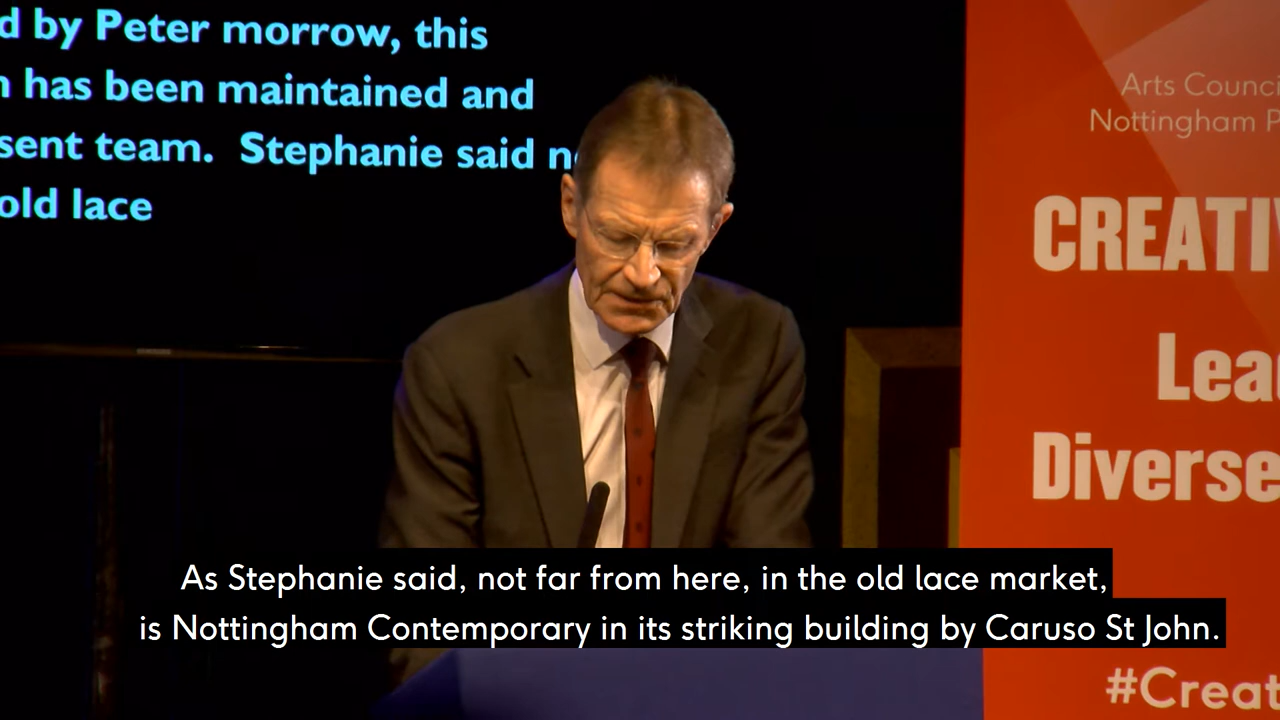 d by Peter morrow, this
n has been maintained and
sent team. Stephanie said n
old lace
Arts Counci
Nottingham P
CREATI
Lea
Diverse
As Stephanie said, not far from here, in the old lace market,
is Nottingham Contemporary in its striking building by Caruso St John.
#Creat